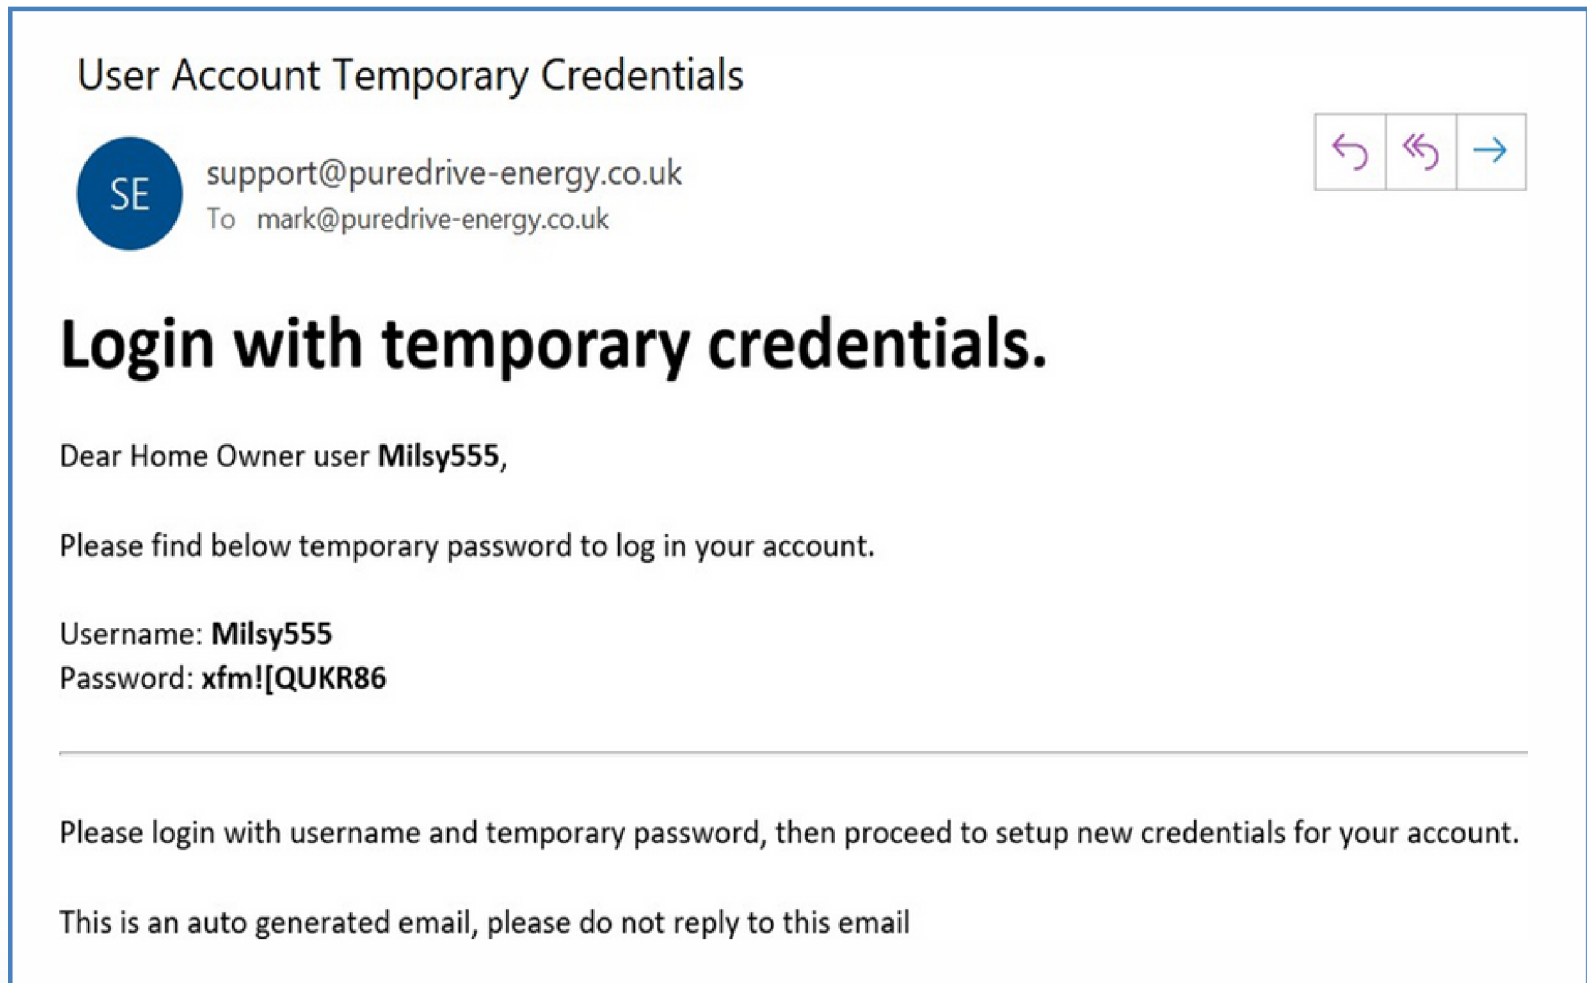 User Account Temporary Credentials
SE
support@puredrive-energy.co.uk
To mark@puredrive-energy.co.uk
Login with temporary credentials.
Dear Home Owner user Milsy555,
Please find below temporary password to log in your account.
Username: Milsy555
Password: xfm![QUKR86
Please login with username and temporary password, then proceed to setup new credentials for your account.
This is an auto generated email, please do not reply to this email